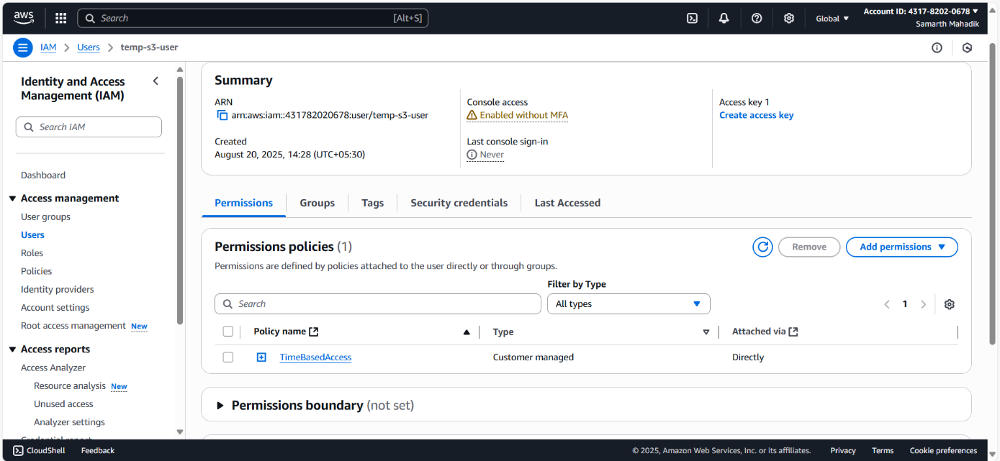 aws
Search [Alt+S]
Global
Account ID: 4317-8202-0678
Samarth Mahadik
IAM
Users
temp-s3-user
Identity and Access
Management (IAM)
Search IAM
Dashboard
Access management
User groups
Users
Roles
Policies
Identity providers
Account settings
Root access management New
Access reports
Access Analyzer
Resource analysis New
Unused access
Analyzer settings
Credential report
Summary
ARN
arn:aws:iam::431782020678:user/temp-s3-user
Created
August 20, 2025, 14:28 (UTC+05:30)
Console access
Enabled without MFA
Last console sign-in
Never
Access key 1
Create access key
Permissions
Groups
Tags
Security credentials
Last Accessed
Permissions policies (1)
Remove
Add permissions
Permissions are defined by policies attached to the user directly or through groups.
Filter by Type
Search
All types
1
Policy name
Type
Attached via
TimeBasedAccess
Customer managed
Directly
Permissions boundary (not set)
CloudShell
Feedback
© 2025, Amazon Web Services, Inc. or its affiliates.
Privacy
Terms
Cookie preferences